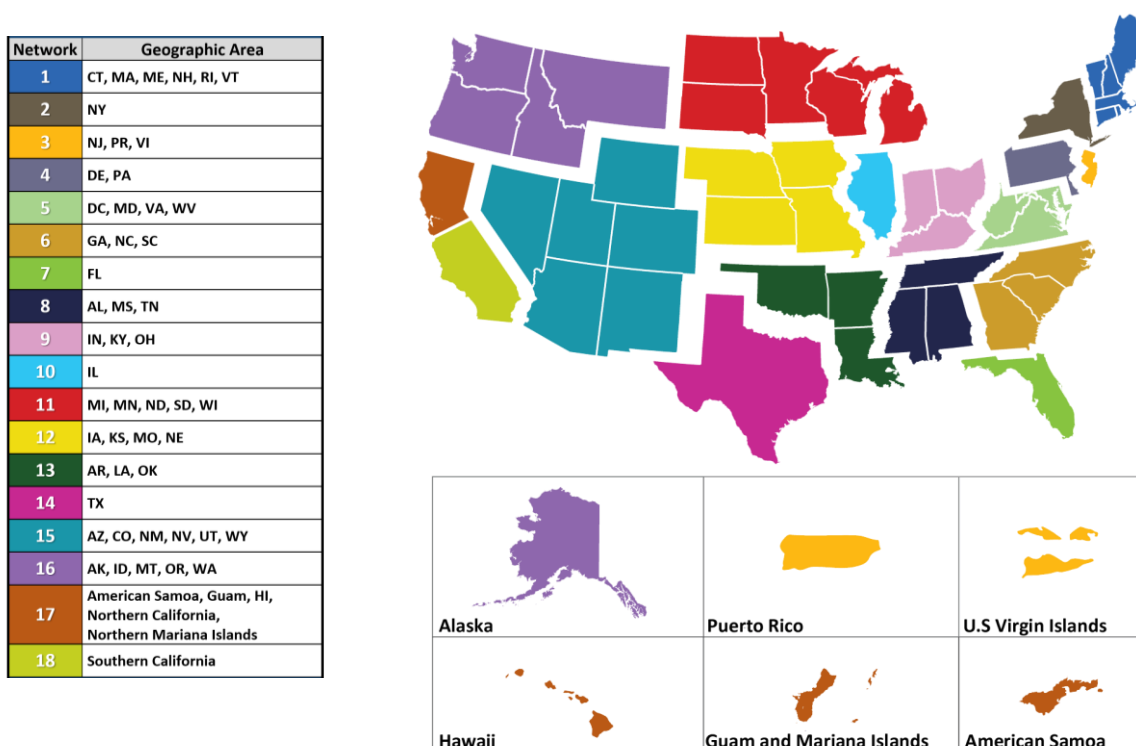 Network Geographic Area
1 CT, MA, ME, NH, RI, VT
2 NY
3 NJ, PR, VI
4 DE, PA
5 DC, MD, VA, WV
6 GA, NC, SC
7 FL
8 AL, MS, TN
9 IN, KY, OH
10 IL
11 MI, MN, ND, SD, WI
12 IA, KS, MO, NE
13 AR, LA, OK
14 TX
15 AZ, CO, NM, NV, UT, WY
16 AK, ID, MT, OR, WA
17 American Samoa, Guam, HI,
Northern California,
Northern Mariana Islands
18 Southern California
Alaska
Puerto Rico
U.S Virgin Islands
Hawaii
Guam and Mariana Islands
American Samoa